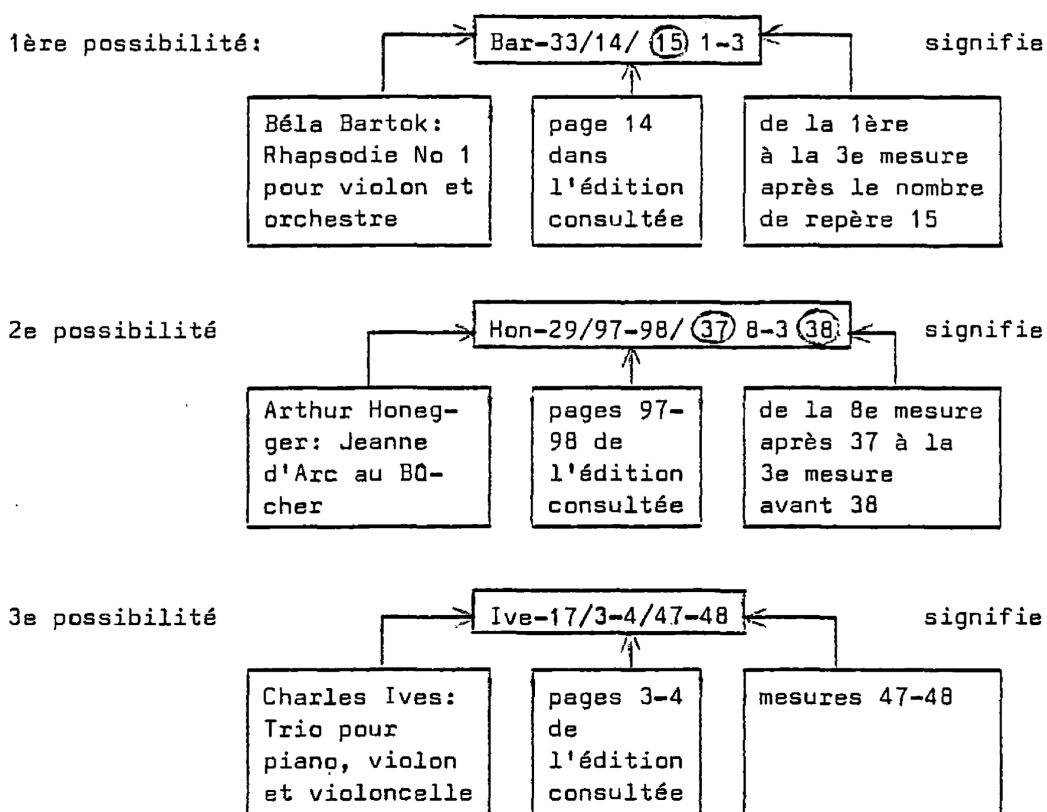 1ère possibilité:
Bar-33/14/ 15 1-3
signifie
Béla Bartok:
Rhapsodie No 1
pour violon et
orchestre
page 14
dans
l'édition
consultée
de la 1ère
à la 3e mesure
après le nombre
de repère 15
2e possibilité
Hon-29/97-98/ 37 8-3 38
signifie
Arthur Honeg-
ger: Jeanne
d'Arc au Bû-
cher
pages 97-
98 de
l'édition
consultée
de la 8e mesure
après 37 à la
3e mesure
avant 38
3e possibilité
Ive-17/3-4/47-48
signifie
Charles Ives:
Trio pour
piano, violon
et violoncelle
pages 3-4
de
l'édition
consultée
mesures 47-48